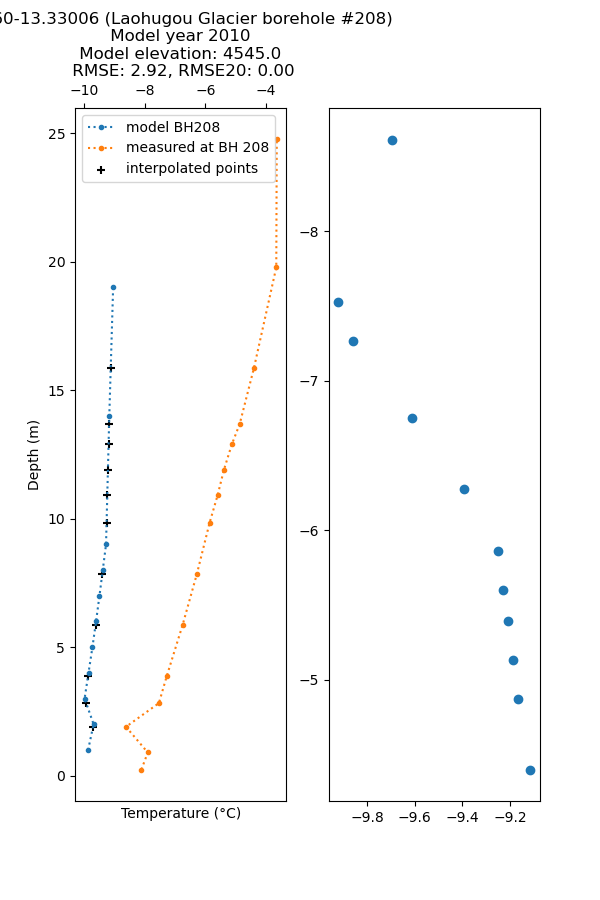 50-13.33006 (Laohugou Glacier borehole #208)
Model year 2010
Model elevation: 4545.0
RMSE: 2.92, RMSE20: 0.00
−10 −8 −6 −4
25
20
15
10
5
0
Depth (m)
model BH208
measured at BH 208
interpolated points
Temperature (°C)
−8
−7
−6
−5
−9.8 −9.6 −9.4 −9.2